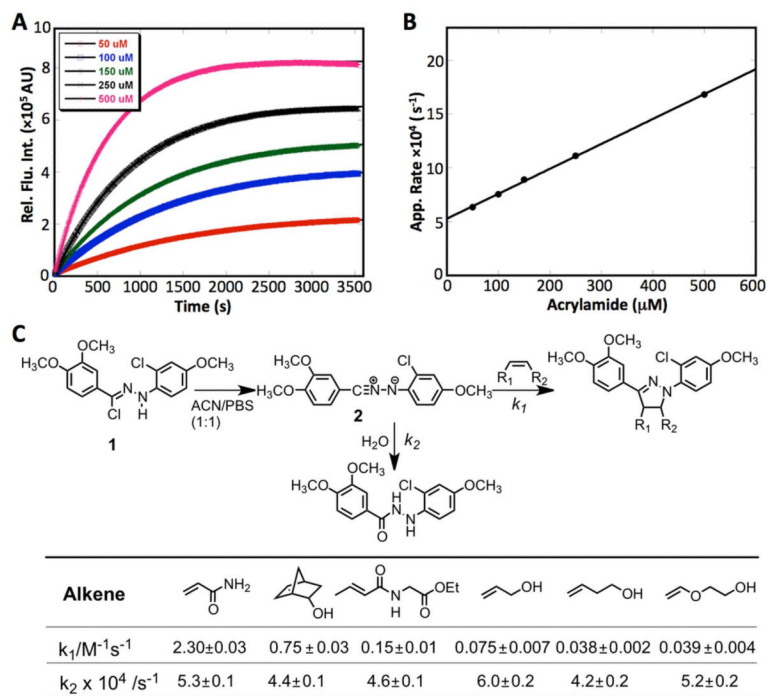 A
Rel. Flu. Int. (×10⁵ AU)
10
8
6
4
2
0
50 uM
100 uM
150 uM
250 uM
500 uM
0 500 1000 1500 2000 2500 3000 3500
Time (s)
B
App. Rate ×10⁴ ( s⁻¹)
20
15
10
5
0
0 100 200 300 400 500 600
Acrylamide (μM)
C
OCH₃
CH₃O
Cl
OCH₃
N
N
H
Cl
1
ACN/PBS
(1:1)
OCH₃
CH₃O
C≡N–N
⊕ ⊖
Cl
OCH₃
2
R₁ R₂
k₁
OCH₃
CH₃O
Cl
OCH₃
N
N
R₁ R₂
H₂O
k₂
OCH₃
CH₃O
H
N
N
H
O
Cl
OCH₃
Alkene
NH₂
O
OH
O
N
H
OEt
O
OH
OH
O
OH
k₁/M⁻¹s⁻¹ 2.30±0.03 0.75±0.03 0.15±0.01 0.075±0.007 0.038±0.002 0.039±0.004
k₂ x 10⁴ /s⁻¹ 5.3±0.1 4.4±0.1 4.6±0.1 6.0±0.2 4.2±0.2 5.2±0.2